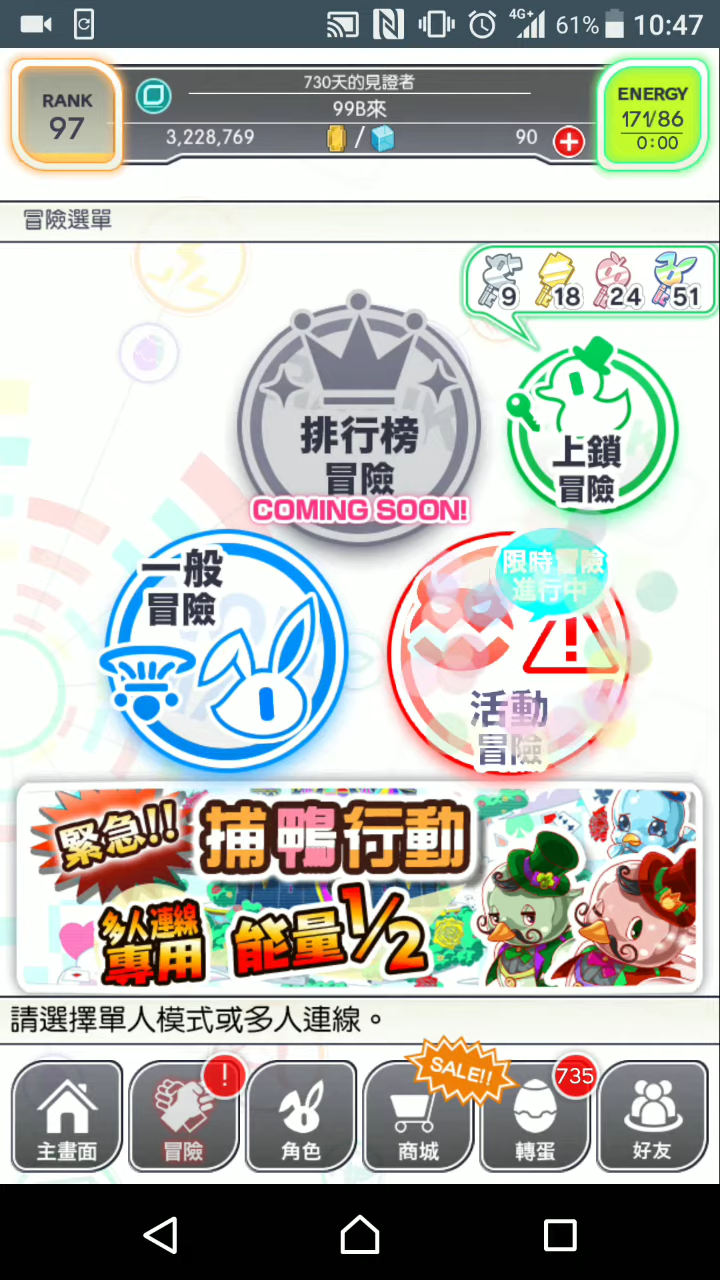 4G+ 61% 10:47
RANK
97
730天的見證者
99B來
3,228,769 / 90
ENERGY
171/86
0:00
冒險選單
9 18 24 51
排行榜
冒險
COMING SOON!
上鎖
冒險
一般
冒險
限時冒險
進行中
活動
冒險
緊急!!
捕鴨行動
多人連線
專用
能量1/2
請選擇單人模式或多人連線。
SALE!!
!
735
主畫面
冒險
角色
商城
轉蛋
好友